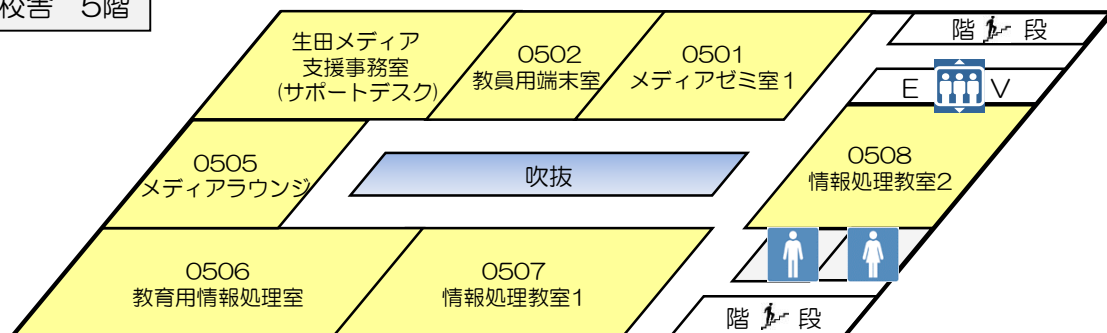 校舎 5階
階 段
生田メディア
支援事務室
(サポートデスク)
0502
教員用端末室
0501
メディアゼミ室1
E V
0505
メディアラウンジ
吹抜
0508
情報処理教室2
0506
教育用情報処理室
0507
情報処理教室1
階 段